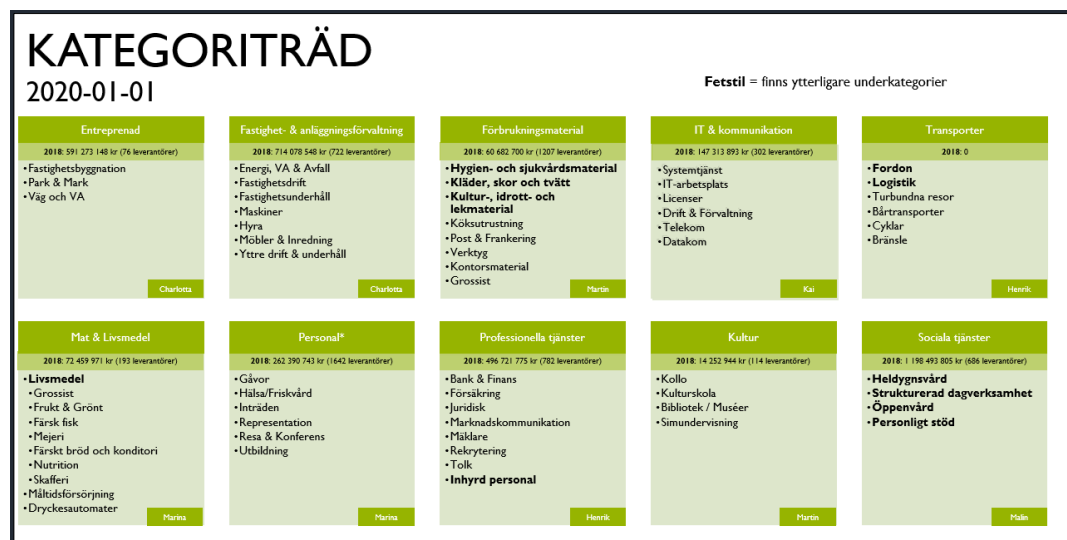 KATEGORITRÄD
2020-01-01
Fetstil = finns ytterligare underkategorier
Entreprenad
2018: 591 273 148 kr (76 leverantörer)
•Fastighetsbyggnation
•Park & Mark
•Väg och VA
Charlotta
Fastighet- & anläggningsförvaltning
2018: 714 078 548 kr (722 leverantörer)
•Energi, VA & Avfall
•Fastighetsdrift
•Fastighetsunderhåll
•Maskiner
•Hyra
•Möbler & Inredning
•Yttre drift & underhåll
Charlotta
Förbrukningsmaterial
2018: 60 682 700 kr (1207 leverantörer)
•Hygien- och sjukvårdsmaterial
•Kläder, skor och tvätt
•Kultur-, idrott- och
lekmaterial
•Köksutrustning
•Post & Frankering
•Verktyg
•Kontorsmaterial
•Grossist
Martin
IT & kommunikation
2018: 147 313 893 kr (302 leverantörer)
•Systemtjänst
•IT-arbetsplats
•Licenser
•Drift & Förvaltning
•Telekom
•Datakom
Kai
Transporter
2018: 0
•Fordon
•Logistik
•Turbundna resor
•Bårtransporter
•Cyklar
•Bränsle
Henrik
Mat & Livsmedel
2018: 72 459 971 kr (193 leverantörer)
•Livsmedel
•Grossist
•Frukt & Grönt
•Färsk fisk
•Mejeri
•Färskt bröd och konditori
•Nutrition
•Skafferi
•Måltidsförsörjning
•Dryckesautomater
Marina
Personal*
2018: 262 390 743 kr (1642 leverantörer)
•Gåvor
•Hälsa/Friskvård
•Inträden
•Representation
•Resa & Konferens
•Utbildning
Marina
Professionella tjänster
2018: 496 721 775 kr (782 leverantörer)
•Bank & Finans
•Försäkring
•Juridisk
•Marknadskommunikation
•Mäklare
•Rekrytering
•Tolk
•Inhyrd personal
Henrik
Kultur
2018: 14 252 944 kr (114 leverantörer)
•Kollo
•Kulturskola
•Bibliotek / Muséer
•Simundervisning
Martin
Sociala tjänster
2018: 1 198 493 805 kr (686 leverantörer)
•Heldygnsvård
•Strukturerad dagverksamhet
•Öppenvård
•Personligt stöd
Malin